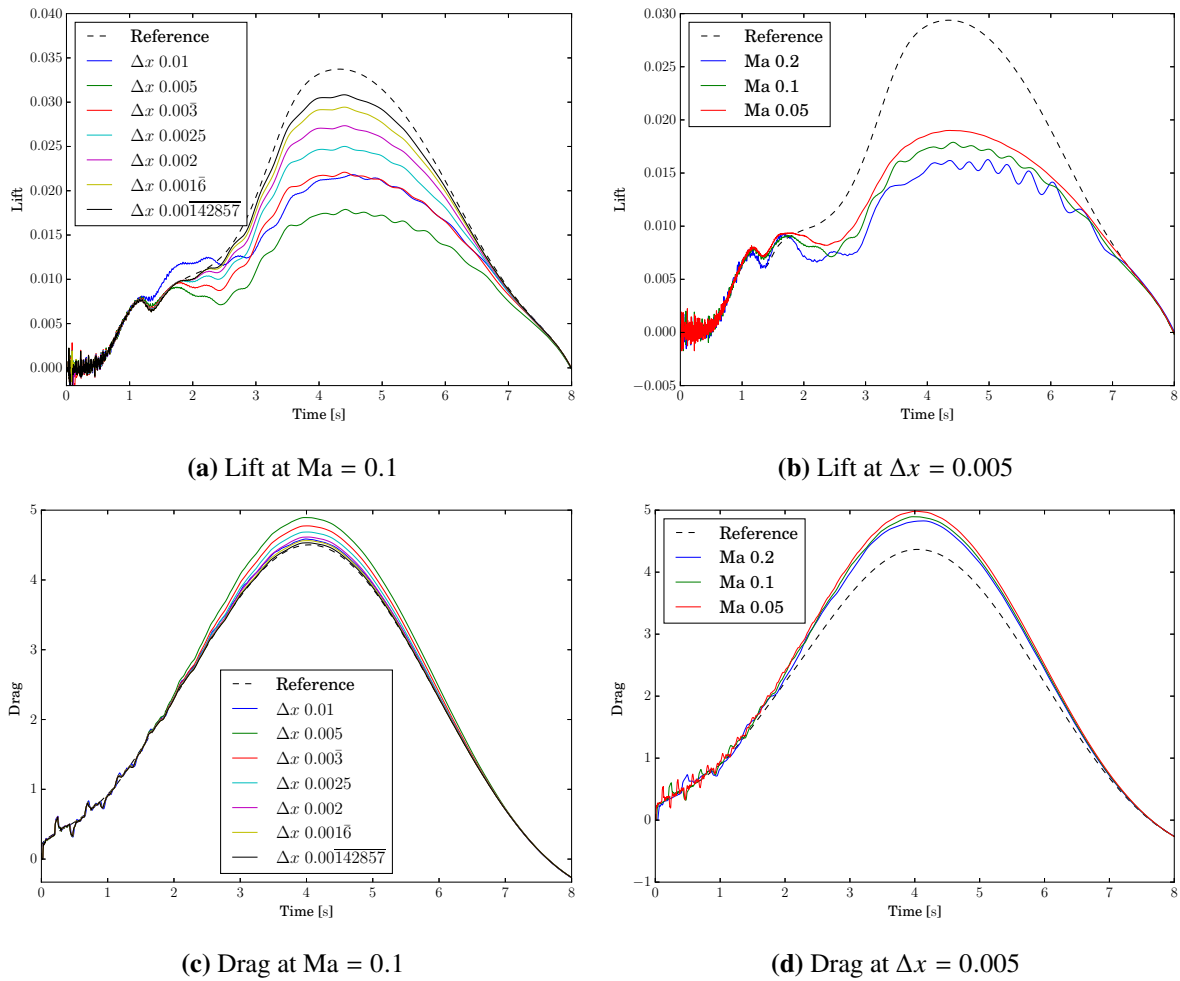 0.040
0.035
0.030
0.025
0.020
0.015
0.010
0.005
0.000
Lift
Reference
Δx 0.01
Δx 0.005
Δx 0.003̄
Δx 0.0025
Δx 0.002
Δx 0.0016̄
Δx 0.001̅4̅2̅8̅5̅7̅
0 1 2 3 4 5 6 7 8
Time [s]
(a) Lift at Ma = 0.1
0.030
0.025
0.020
0.015
0.010
0.005
0.000
−0.005
Lift
Reference
Ma 0.2
Ma 0.1
Ma 0.05
0 1 2 3 4 5 6 7 8
Time [s]
(b) Lift at Δx = 0.005
5
4
3
2
1
0
Drag
Reference
Δx 0.01
Δx 0.005
Δx 0.003̄
Δx 0.0025
Δx 0.002
Δx 0.0016̄
Δx 0.001̅4̅2̅8̅5̅7̅
0 1 2 3 4 5 6 7 8
Time [s]
(c) Drag at Ma = 0.1
5
4
3
2
1
0
−1
Drag
Reference
Ma 0.2
Ma 0.1
Ma 0.05
0 1 2 3 4 5 6 7 8
Time [s]
(d) Drag at Δx = 0.005